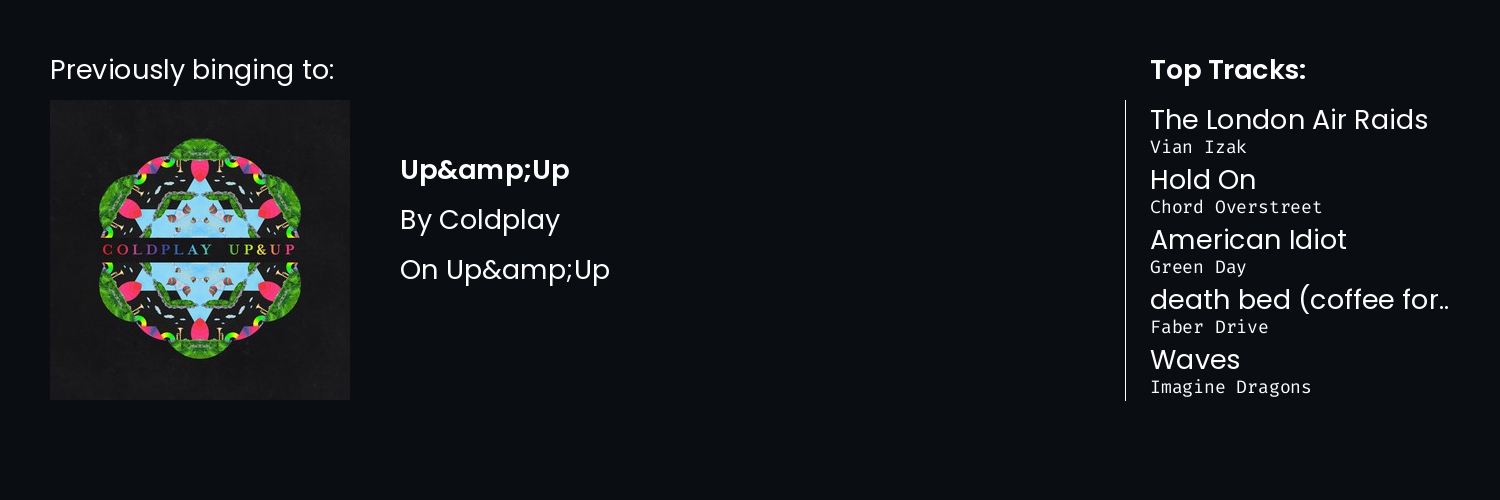 Previously binging to:
COLDPLAY UP&UP
Up&amp;Up
By Coldplay
On Up&amp;Up
Top Tracks:
The London Air Raids
Vian Izak
Hold On
Chord Overstreet
American Idiot
Green Day
death bed (coffee for..
Faber Drive
Waves
Imagine Dragons